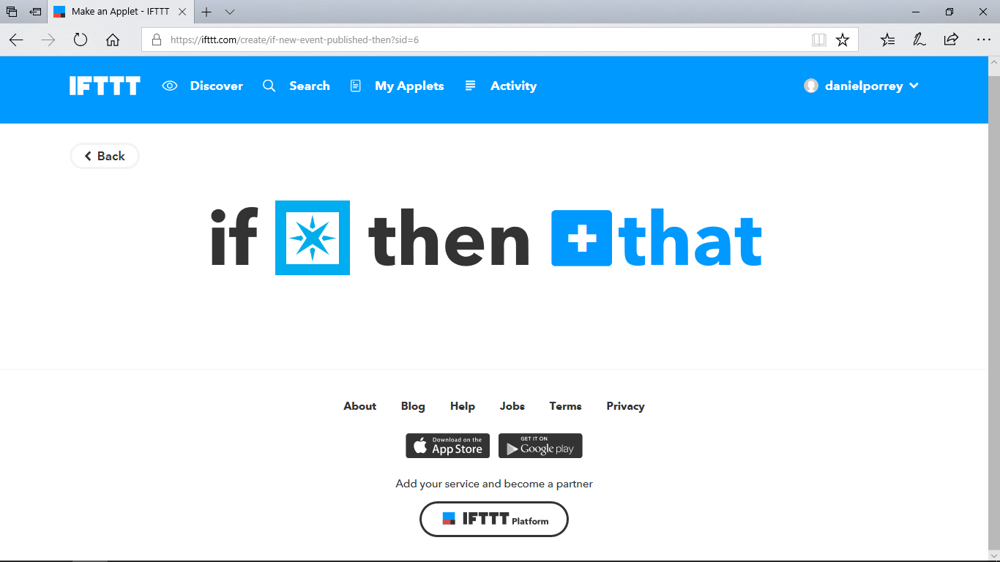 Make an Applet - IFTTT
https://ifttt.com/create/if-new-event-published-then?sid=6
IFTTT Discover Search My Applets Activity danielporrey
Back
if then that
About Blog Help Jobs Terms Privacy
Download on the App Store
GET IT ON Google play
Add your service and become a partner
IFTTT Platform